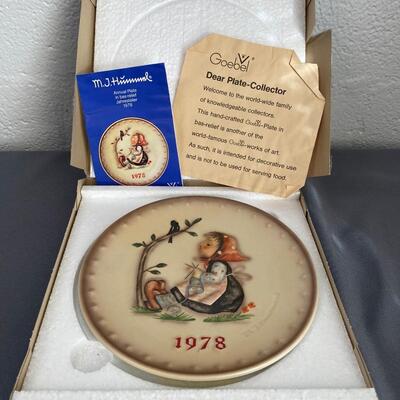 M.J. Hummel
Annual Plate
in bas-relief
Jahresteller
1978
1978
Goebel
Dear Plate-Collector
Welcome to the world-wide family
of knowledgeable collectors.
This hand-crafted Goebel-Plate in
bas-relief is another of the
world-famous Goebel works of art.
As such, it is intended for decorative use
and is not to be used for serving food.
1978